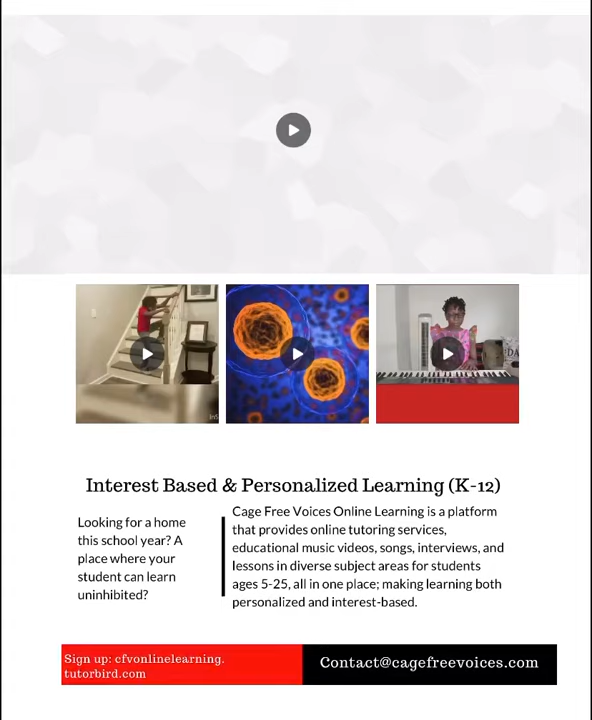 Interest Based & Personalized Learning (K-12)
Looking for a home
this school year? A
place where your
student can learn
uninhibited?
Cage Free Voices Online Learning is a platform
that provides online tutoring services,
educational music videos, songs, interviews, and
lessons in diverse subject areas for students
ages 5-25, all in one place; making learning both
personalized and interest-based.
Sign up: cfvonlinelearning.
tutorbird.com
Contact@cagefreevoices.com